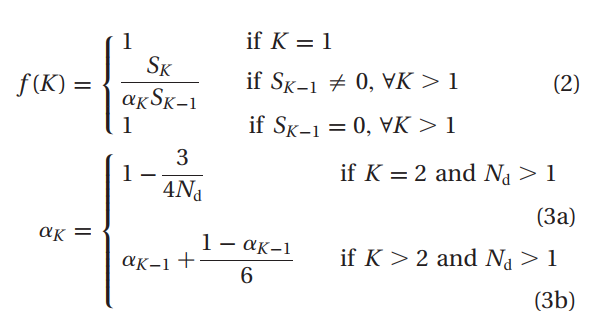 f(K) = { 1 if K = 1
S_K / α_K S_{K−1} if S_{K−1} ≠ 0, ∀K > 1 (2)
1 if S_{K−1} = 0, ∀K > 1
α_K = { 1 − 3 / 4N_d if K = 2 and N_d > 1
(3a)
α_{K−1} + 1 − α_{K−1} / 6 if K > 2 and N_d > 1
(3b)